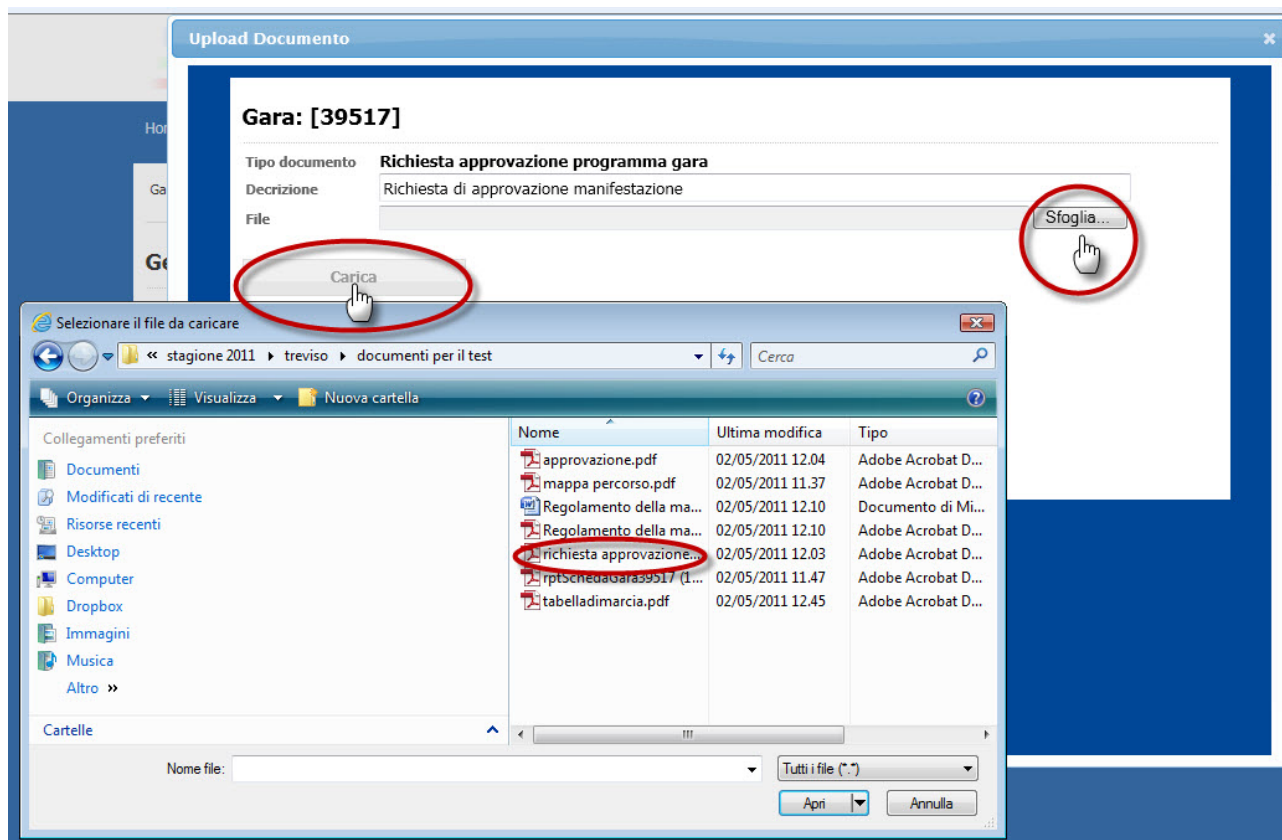 Upload Documento
Hor
Gara: [39517]
Tipo documento Richiesta approvazione programma gara
Ga
Decrizione Richiesta di approvazione manifestazione
File Sfoglia...
Ge
Carica
Selezionare il file da caricare
« stagione 2011 treviso documenti per il test Cerca
Organizza Visualizza Nuova cartella
Collegamenti preferiti
Nome Ultima modifica Tipo
Documenti
approvazione.pdf 02/05/2011 12.04 Adobe Acrobat D...
Modificati di recente
mappa percorso.pdf 02/05/2011 11.37 Adobe Acrobat D...
Regolamento della ma... 02/05/2011 12.10 Documento di Mi...
Risorse recenti
Regolamento della ma... 02/05/2011 12.10 Adobe Acrobat D...
Desktop
richiesta approvazione... 02/05/2011 12.03 Adobe Acrobat D...
Computer
rptSchedaGara39517 (1... 02/05/2011 11.47 Adobe Acrobat D...
Dropbox
tabelladimarcia.pdf 02/05/2011 12.45 Adobe Acrobat D...
Immagini
Musica
Altro »
Cartelle
Nome file: Tutti i file (*.*)
Apri Annulla